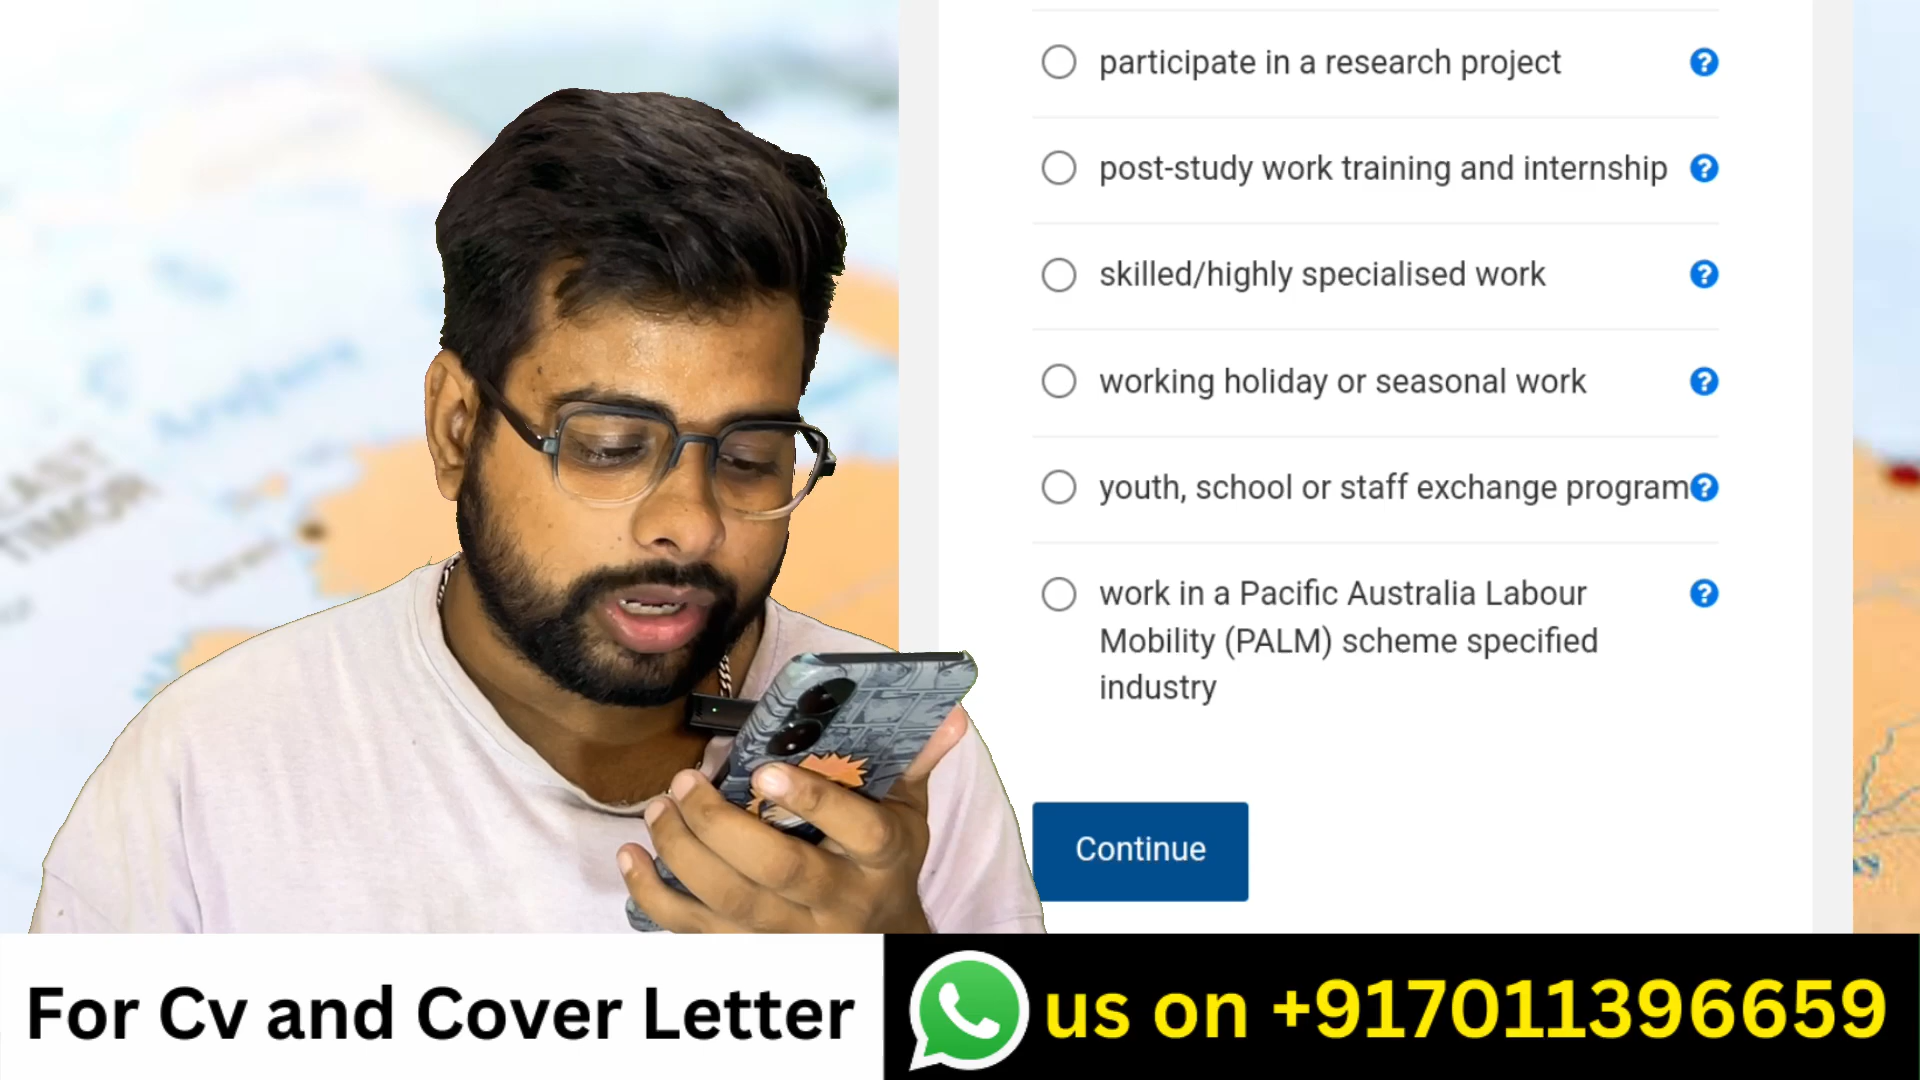 participate in a research project
post-study work training and internship
skilled/highly specialised work
working holiday or seasonal work
youth, school or staff exchange program
work in a Pacific Australia Labour
Mobility (PALM) scheme specified
industry
Continue
EAST
TIMOR
For Cv and Cover Letter
us on +917011396659